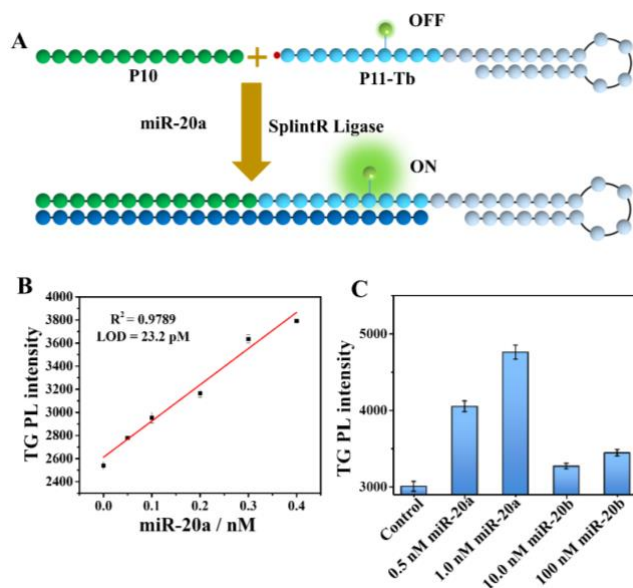 A
OFF
P10
P11-Tb
miR-20a
SplintR Ligase
ON
B
R² = 0.9789
LOD = 23.2 pM
TG PL intensity
4000
3800
3600
3400
3200
3000
2800
2600
2400
0.0 0.1 0.2 0.3 0.4
miR-20a / nM
C
TG PL intensity
5000
4000
3000
Control
0.5 nM miR-20a
1.0 nM miR-20a
10.0 nM miR-20b
100 nM miR-20b